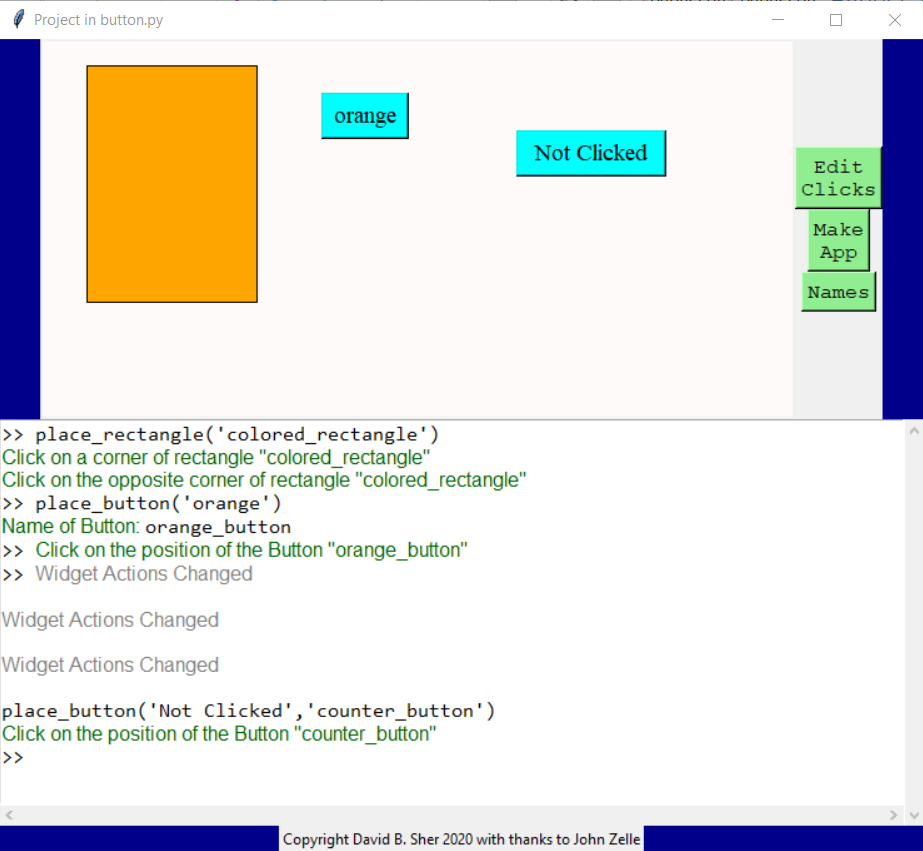 Project in button.py
orange
Not Clicked
Edit
Clicks
Make
App
Names
>> place_rectangle('colored_rectangle')
Click on a corner of rectangle "colored_rectangle"
Click on the opposite corner of rectangle "colored_rectangle"
>> place_button('orange')
Name of Button: orange_button
>> Click on the position of the Button "orange_button"
>> Widget Actions Changed
Widget Actions Changed
Widget Actions Changed
place_button('Not Clicked','counter_button')
Click on the position of the Button "counter_button"
>>
Copyright David B. Sher 2020 with thanks to John Zelle